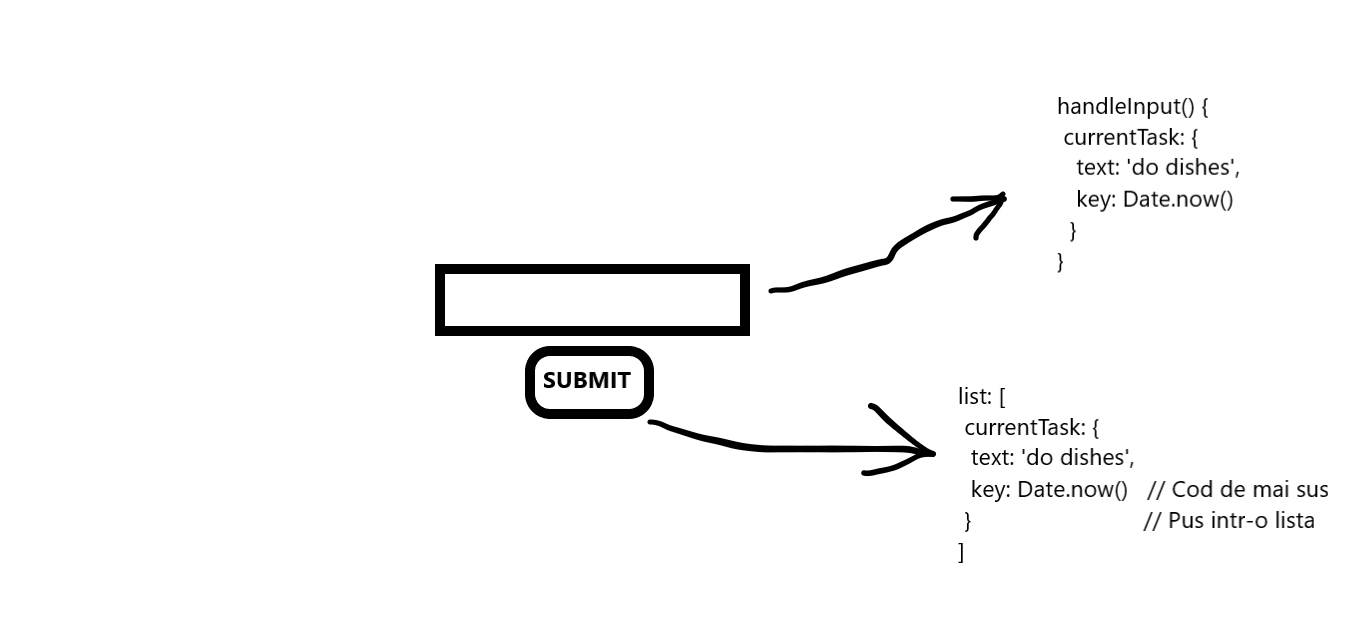 handleInput() {
currentTask: {
text: 'do dishes',
key: Date.now()
}
}
SUBMIT
list: [
currentTask: {
text: 'do dishes',
key: Date.now() // Cod de mai sus
} // Pus intr-o lista
]